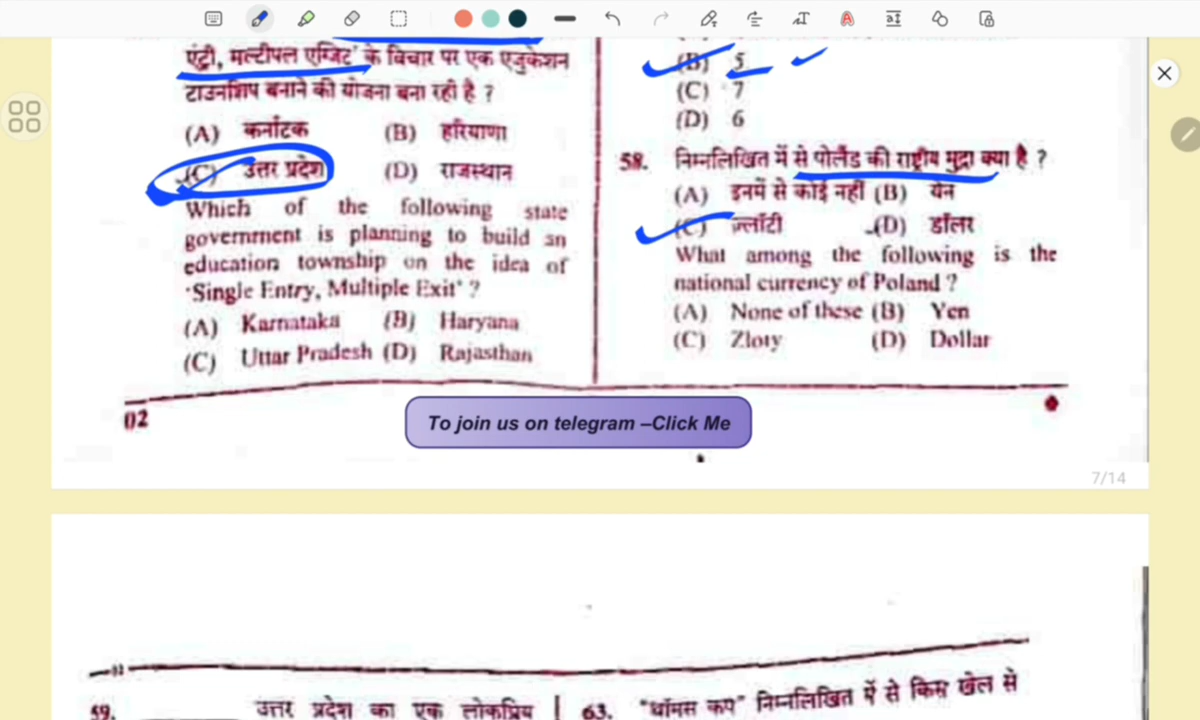 एंट्री, मल्टीपल एग्जिट' के विचार पर एक एजुकेशन
टाउनशिप बनाने की योजना बना रही है ?
(A) कर्नाटक (B) हरियाणा
(C) उत्तर प्रदेश (D) राजस्थान
Which of the following state
government is planning to build an
education township on the idea of
'Single Entry, Multiple Exit' ?
(A) Karnataka (B) Haryana
(C) Uttar Pradesh (D) Rajasthan
02
(B) 5
(C) 7
(D) 6
58. निम्नलिखित में से पोलैंड की राष्ट्रीय मुद्रा क्या है ?
(A) इनमें से कोई नहीं (B) येन
(C) ज़्लॉटी (D) डॉलर
What among the following is the
national currency of Poland ?
(A) None of these (B) Yen
(C) Zloty (D) Dollar
To join us on telegram –Click Me
7/14
59. उत्तर प्रदेश का एक लोकप्रिय
63. "थॉमस कप" निम्नलिखित में से किस खेल से